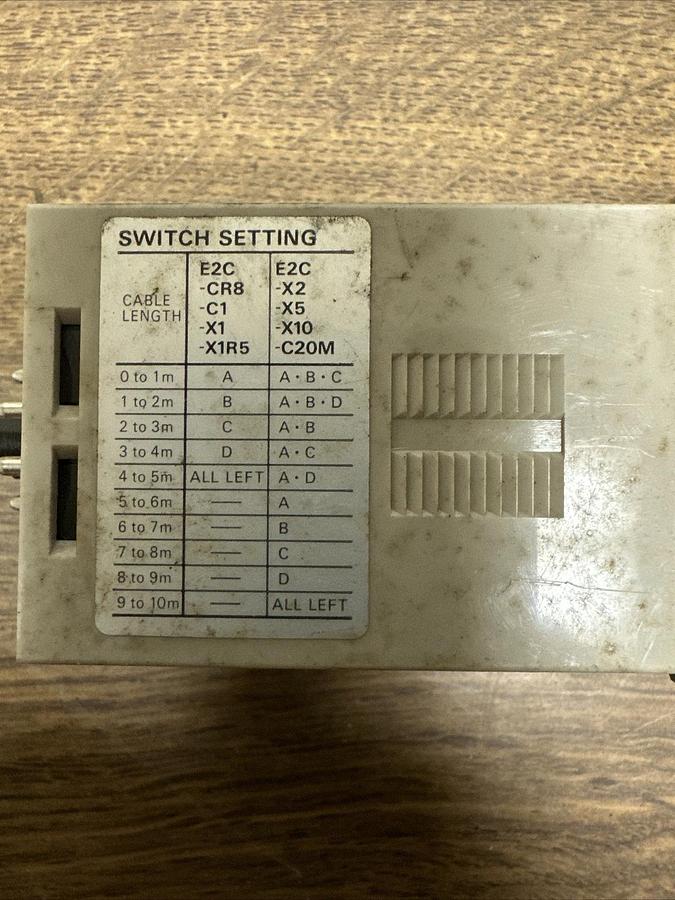 SWITCH SETTING
CABLE LENGTH E2C -CR8 -C1 -X1 -X1R5 E2C -X2 -X5 -X10 -C20M
0 to 1m A A·B·C
1 to 2m B A·B·D
2 to 3m C A·B
3 to 4m D A·C
4 to 5m ALL LEFT A·D
5 to 6m — A
6 to 7m — B
7 to 8m — C
8 to 9m — D
9 to 10m — ALL LEFT